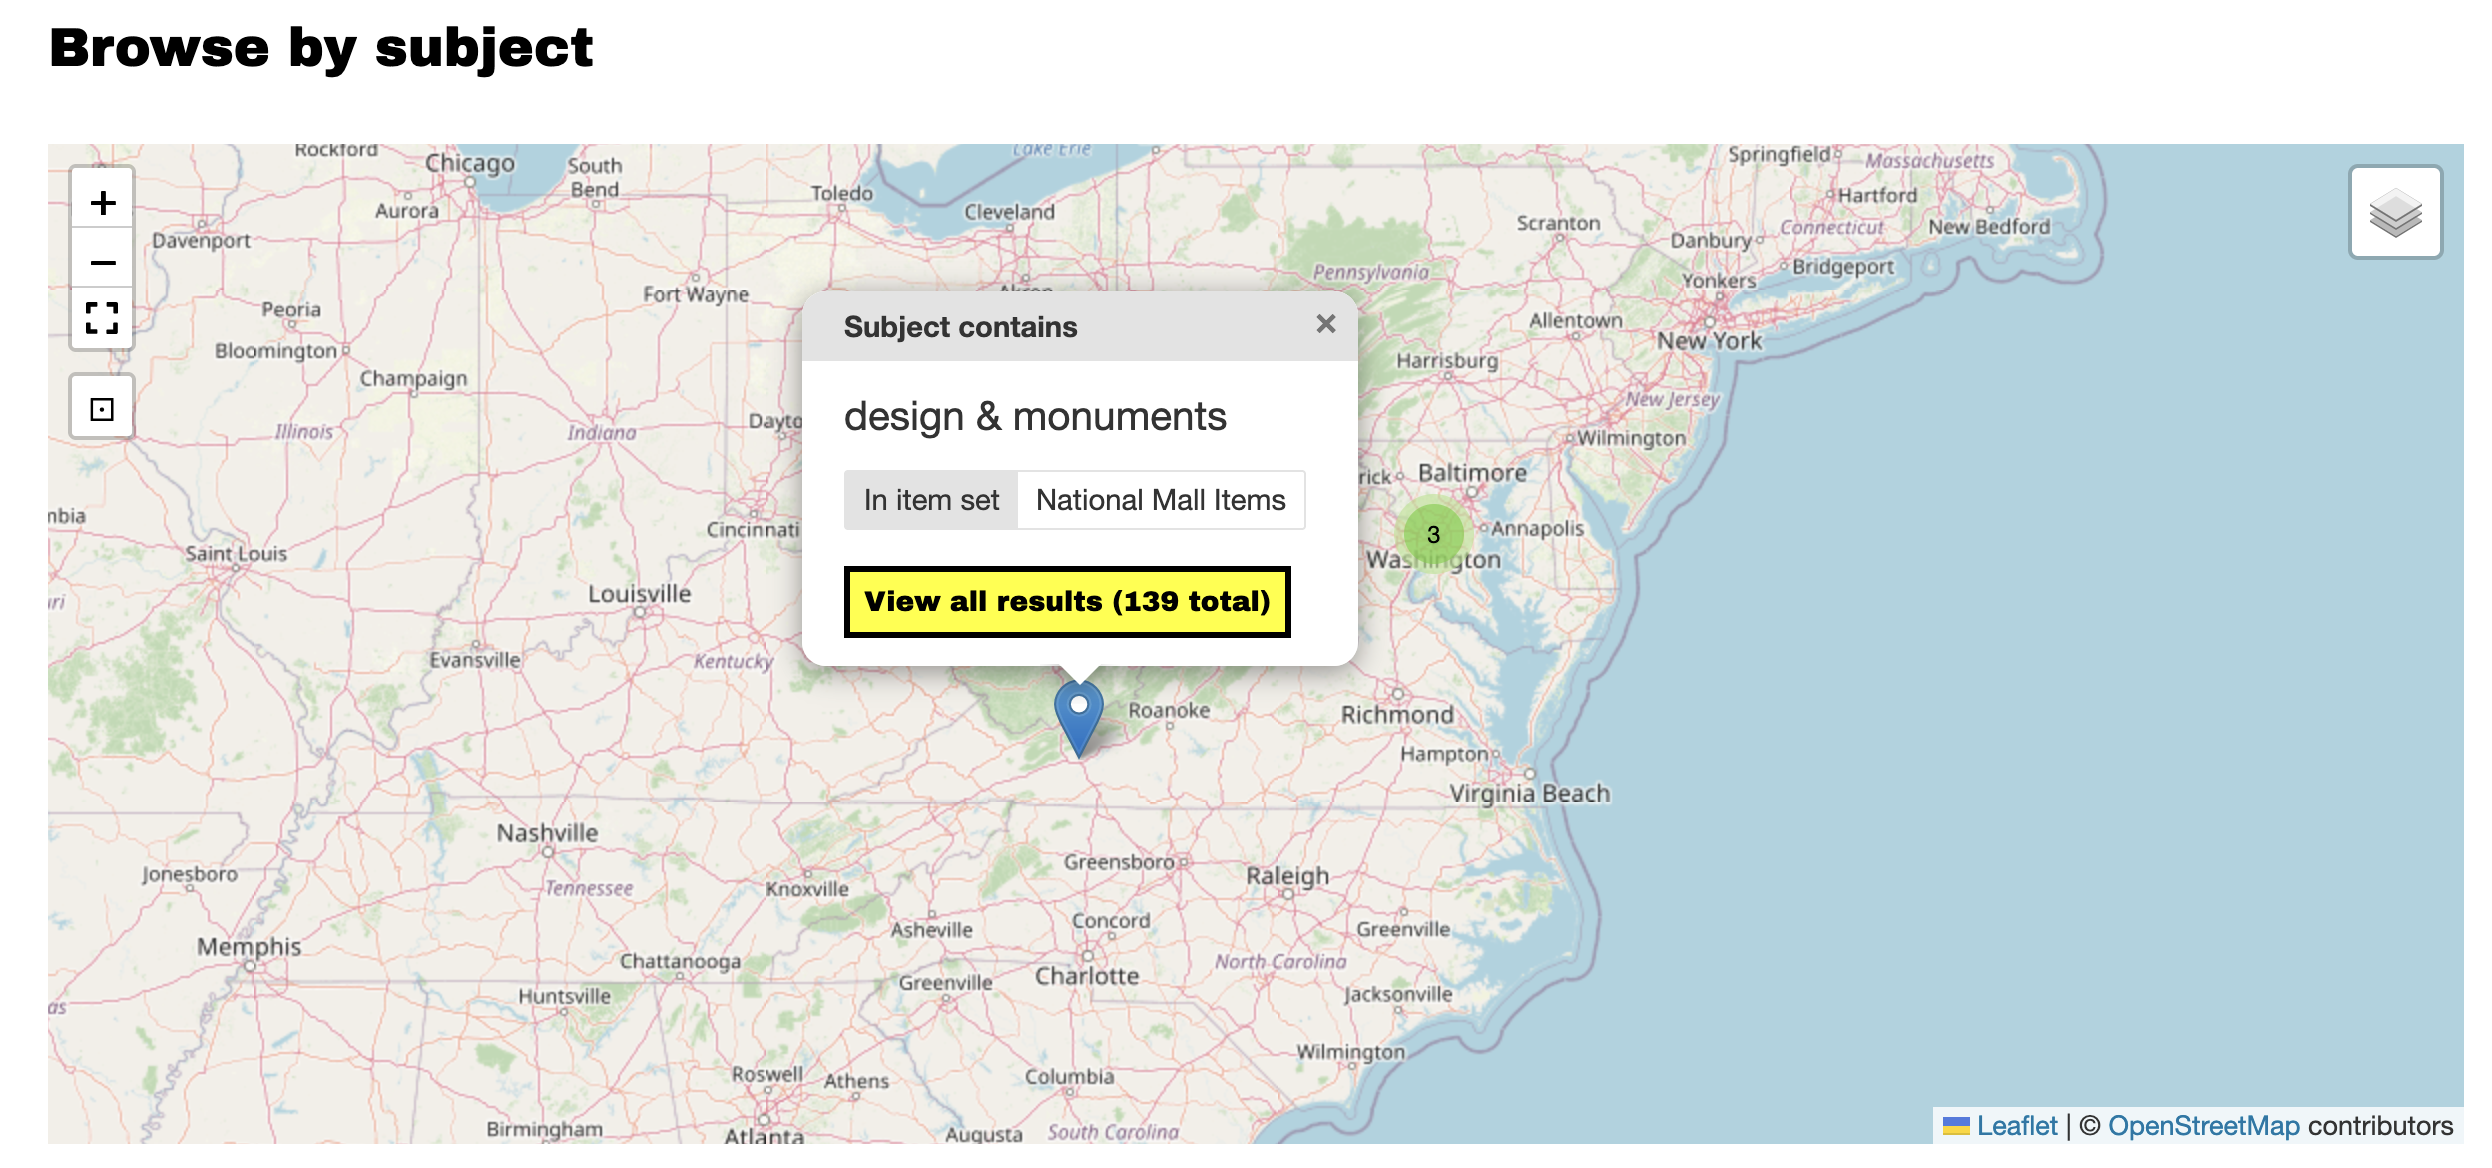 Browse by subject
Rockford
Chicago
South
Bend
Toledo
Lake Erie
Cleveland
Springfield
Massachusetts
Hartford
Aurora
Davenport
Scranton
Danbury
Connecticut
New Bedford
Fort Wayne
Akron
Pennsylvania
Yonkers
Bridgeport
Peoria
Bloomington
Champaign
Allentown
New York
Harrisburg
New Jersey
Illinois
Indiana
Wilmington
Subject contains
×
design & monuments
In item set
National Mall Items
View all results (139 total)
Baltimore
3
Annapolis
Washington
Cincinnati
Saint Louis
Louisville
Evansville
Kentucky
Roanoke
Richmond
Hampton
Virginia Beach
Nashville
Jonesboro
Tennessee
Knoxville
Greensboro
Raleigh
Memphis
Asheville
Concord
Greenville
Chattanooga
Greenville
Charlotte
North Carolina
Huntsville
Jacksonville
Wilmington
Roswell
Athens
Columbia
Birmingham
Atlanta
Augusta
South Carolina
+
−
Leaflet | © OpenStreetMap contributors